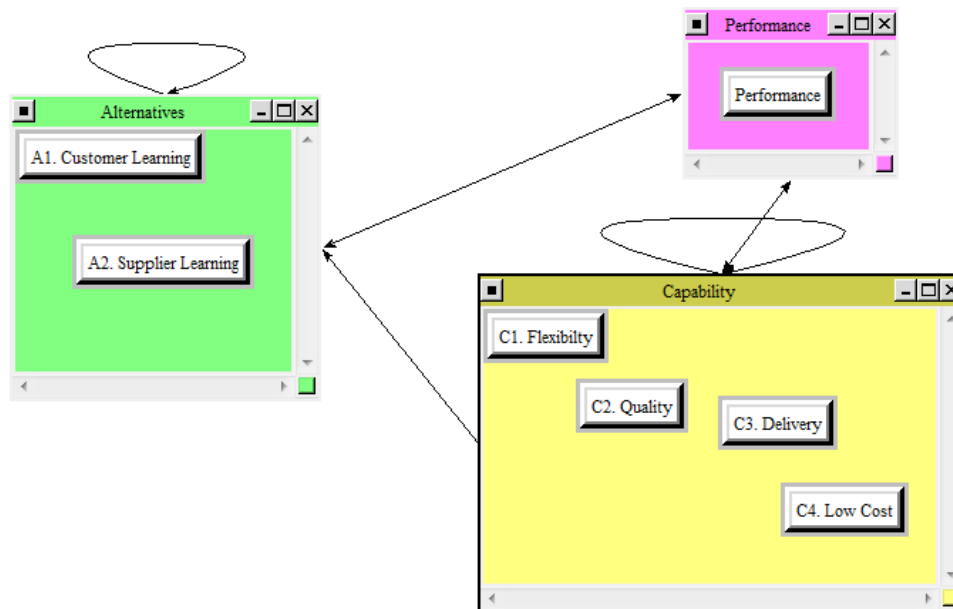 Performance
Performance
Alternatives
A1. Customer Learning
A2. Supplier Learning
Capability
C1. Flexibilty
C2. Quality
C3. Delivery
C4. Low Cost